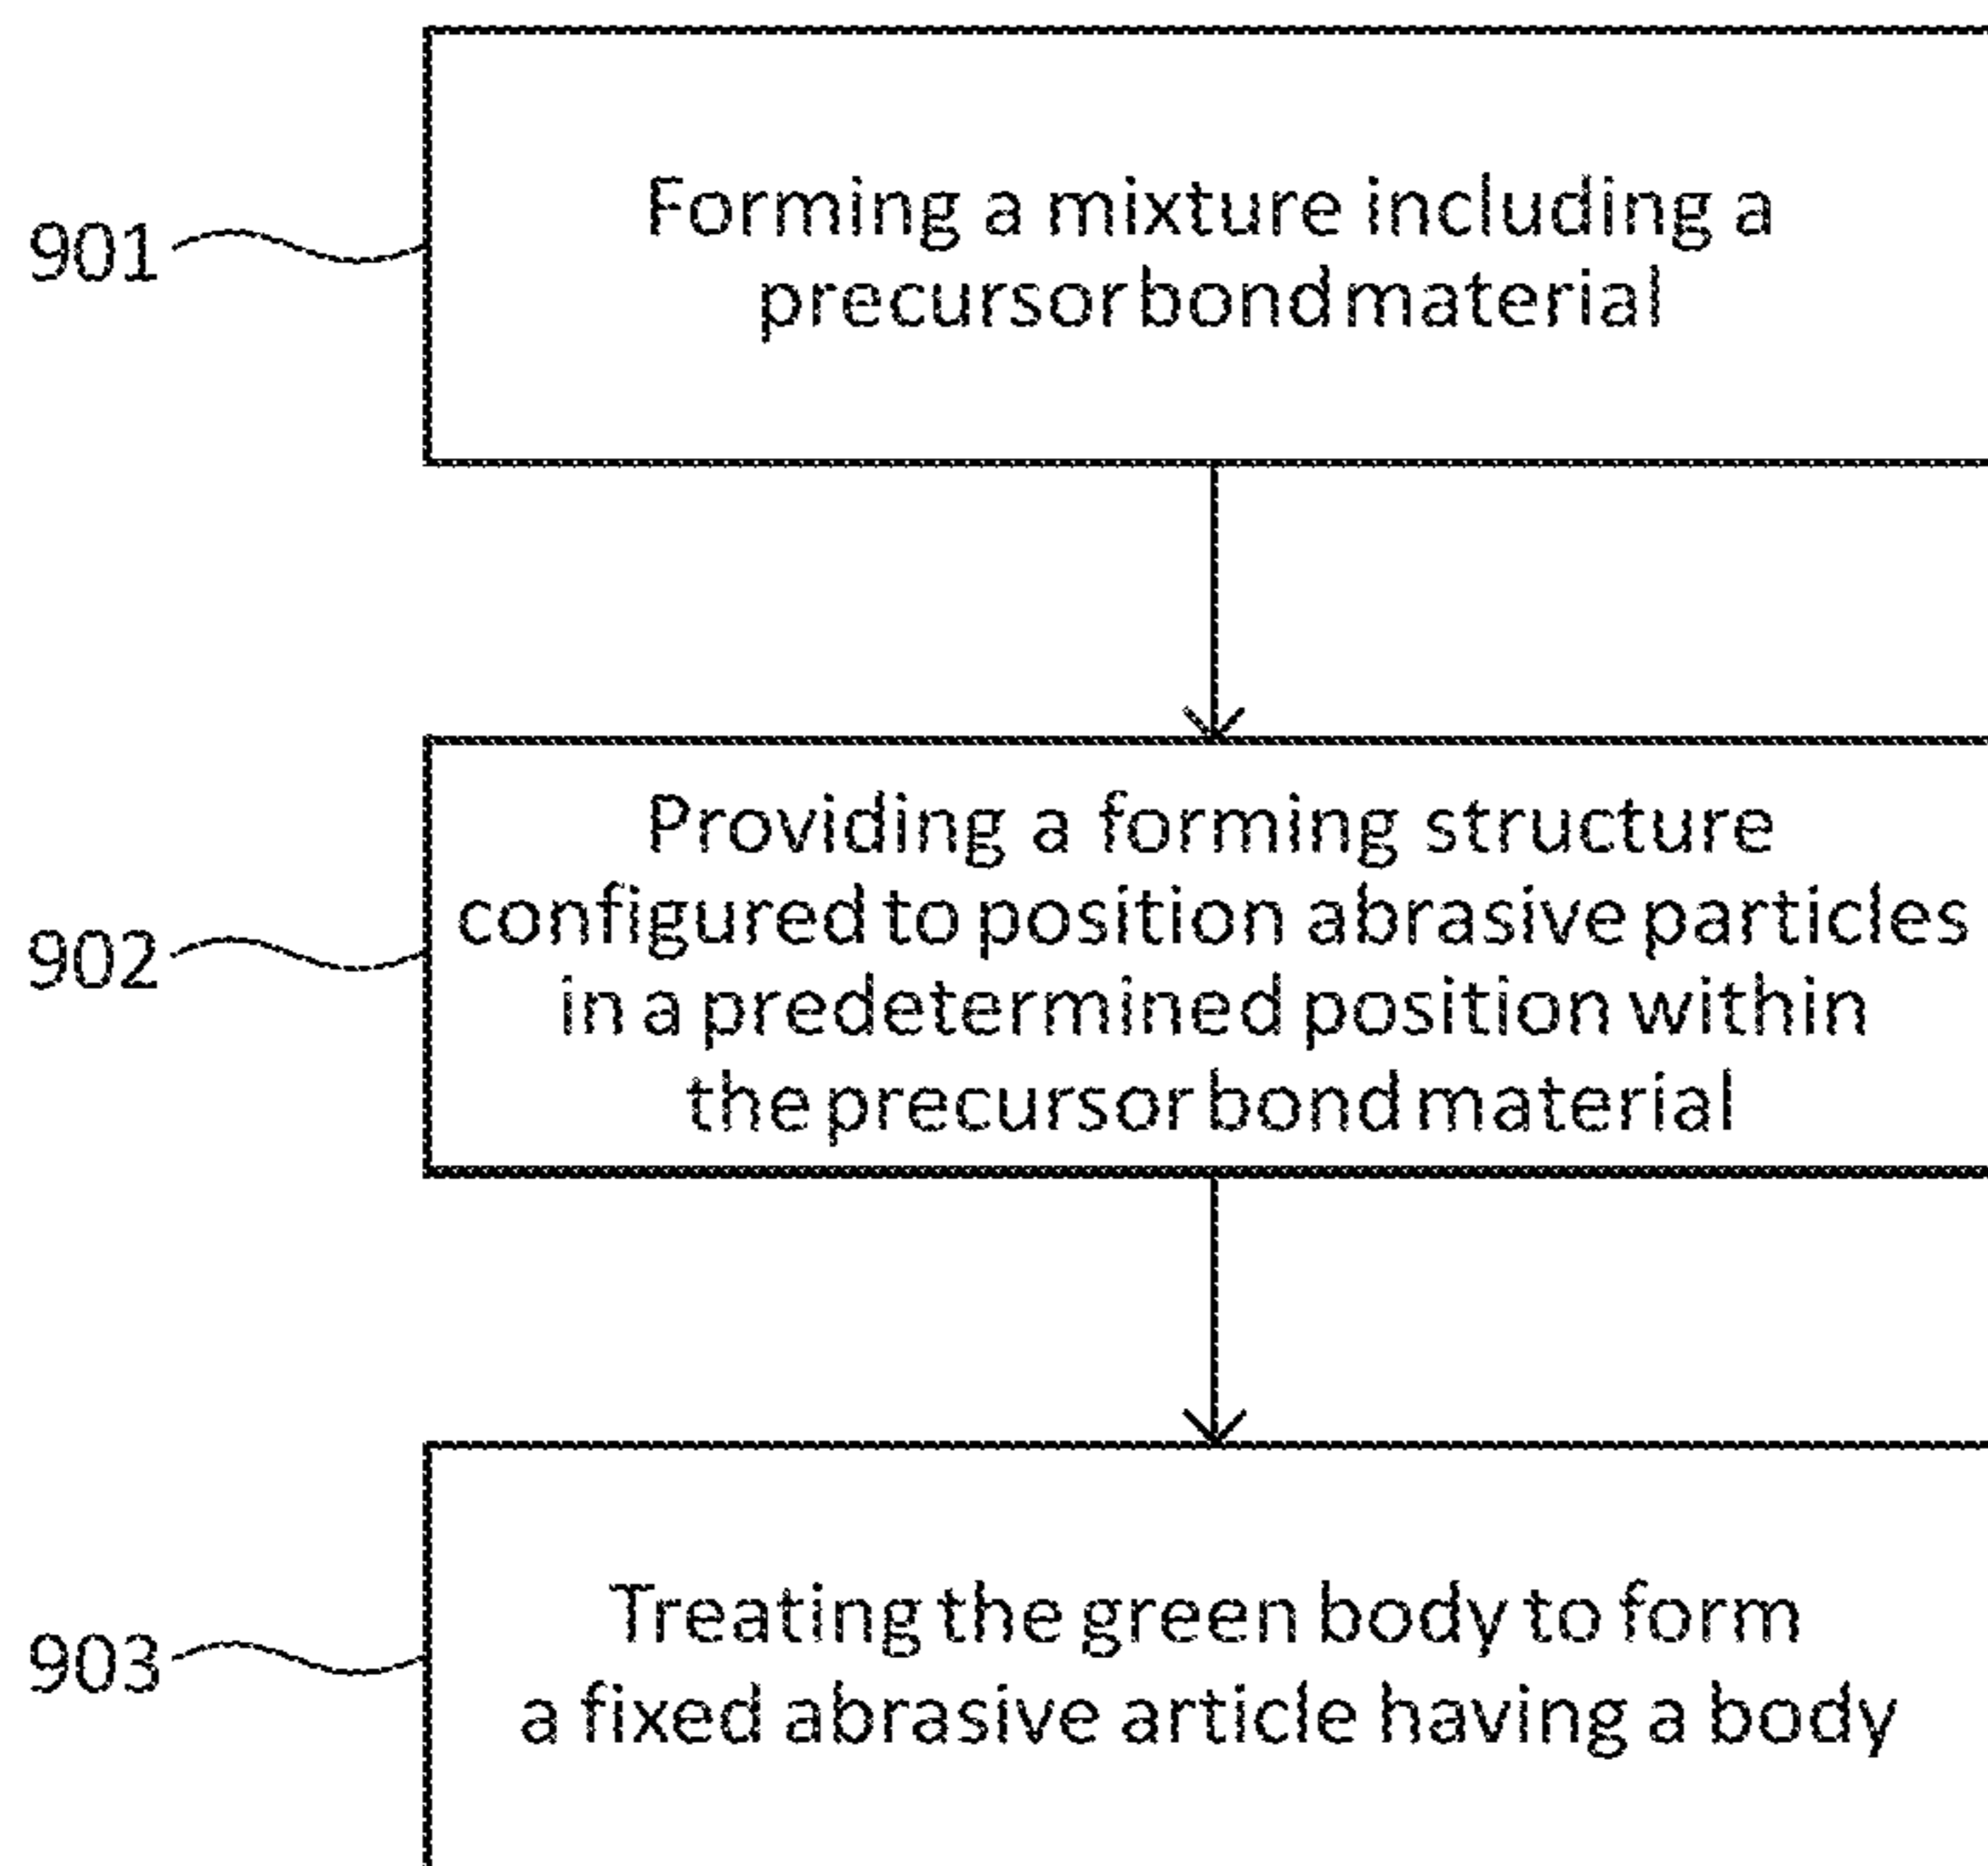 901
Forming a mixture including a
precursor bond material
902
Providing a forming structure
configured to position abrasive particles
in a predetermined position within
the precursor bond material
903
Treating the green body to form
a fixed abrasive article having a body